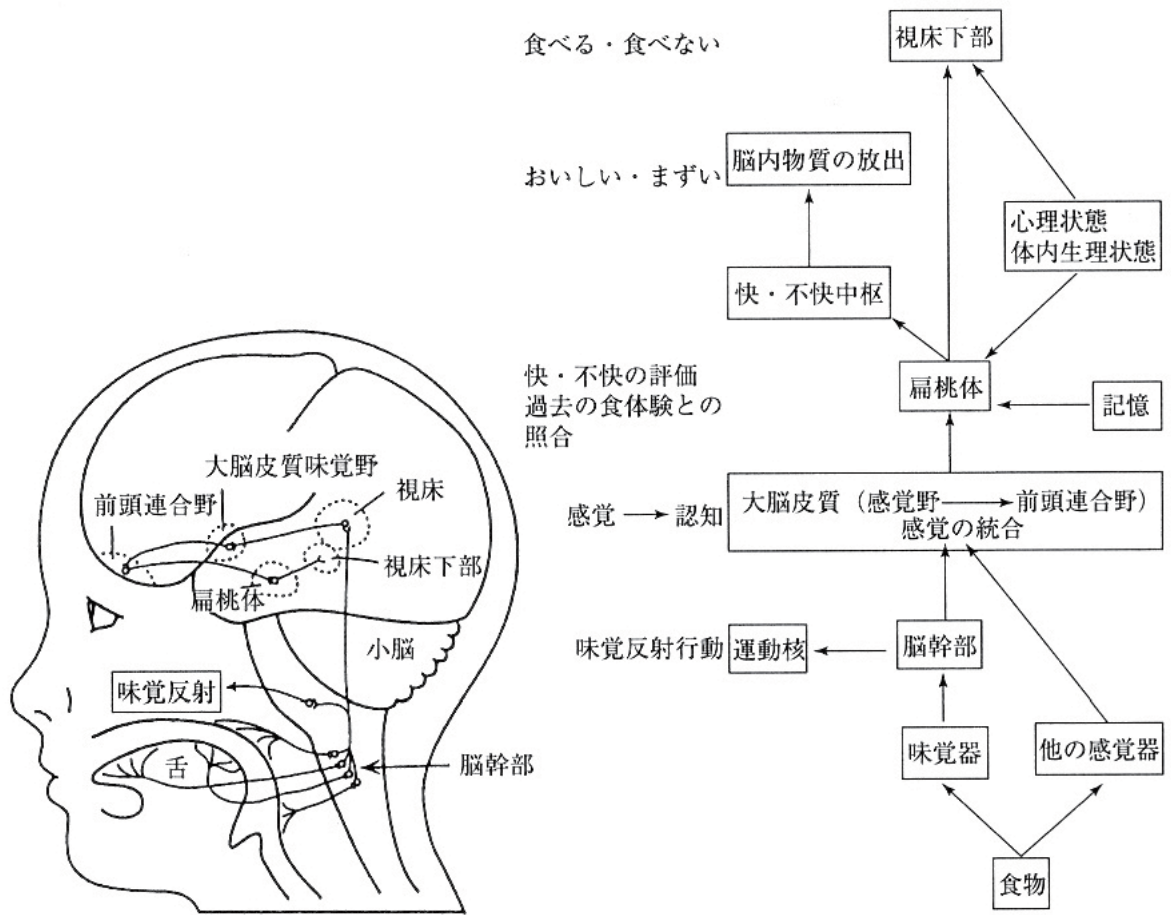 食べる・食べない
視床下部
おいしい・まずい
脳内物質の放出
心理状態
体内生理状態
快・不快中枢
快・不快の評価
過去の食体験との
照合
扁桃体
記憶
感覚 → 認知
大脳皮質（感覚野 → 前頭連合野）
感覚の統合
味覚反射行動
運動核
脳幹部
味覚器
他の感覚器
食物
大脳皮質味覚野
前頭連合野
視床
視床下部
扁桃体
小脳
味覚反射
舌
脳幹部